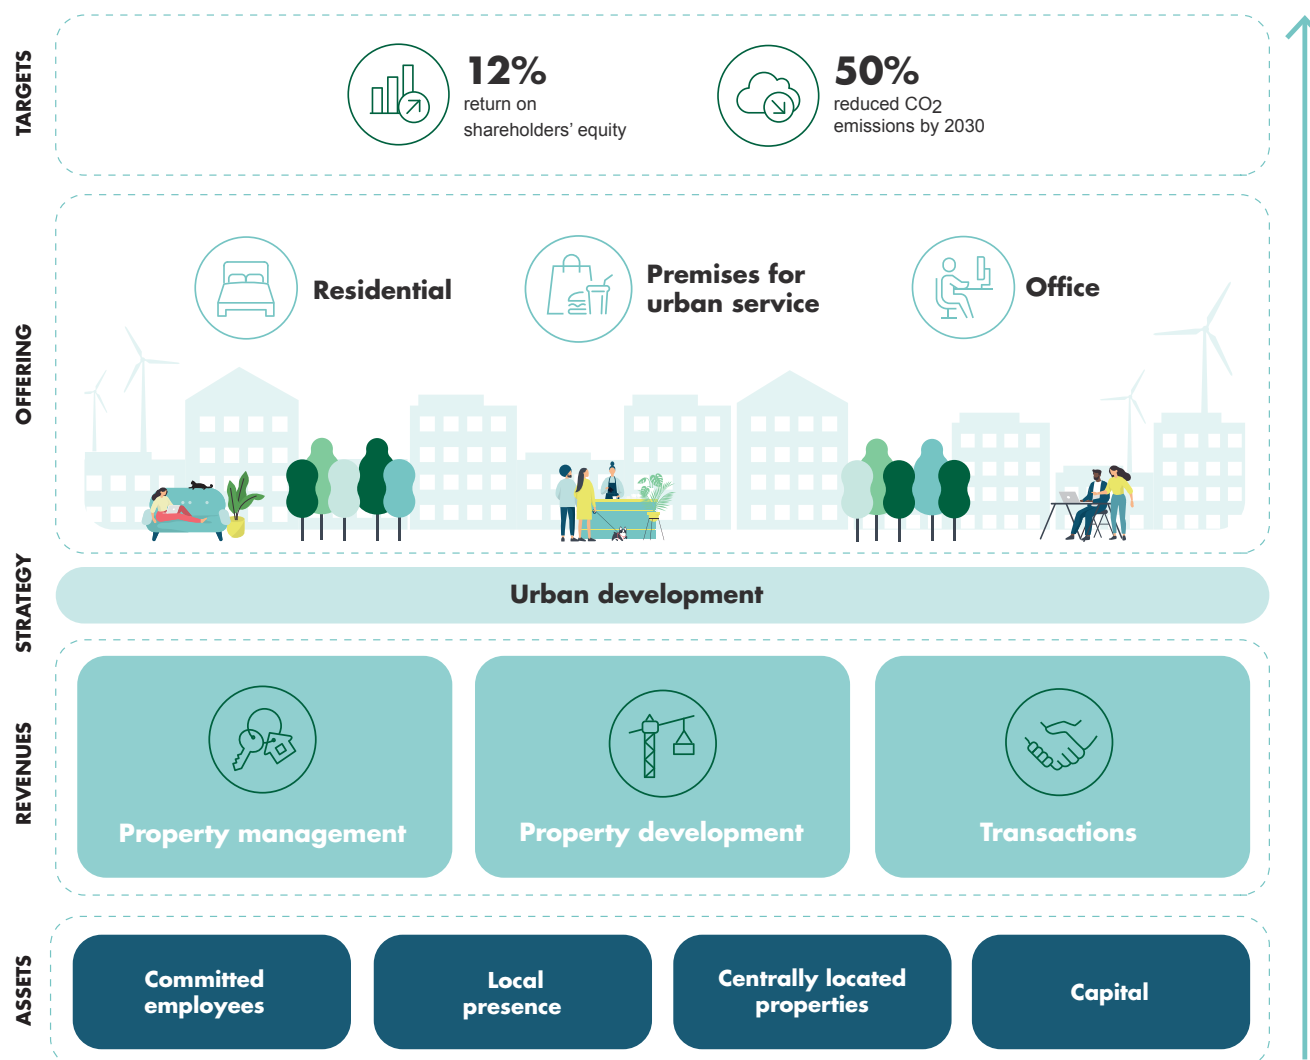 TARGETS
12%
return on
shareholders’ equity
50%
reduced CO2
emissions by 2030
OFFERING
Residential
Premises for
urban service
Office
STRATEGY
Urban development
REVENUES
Property management
Property development
Transactions
ASSETS
Committed
employees
Local
presence
Centrally located
properties
Capital